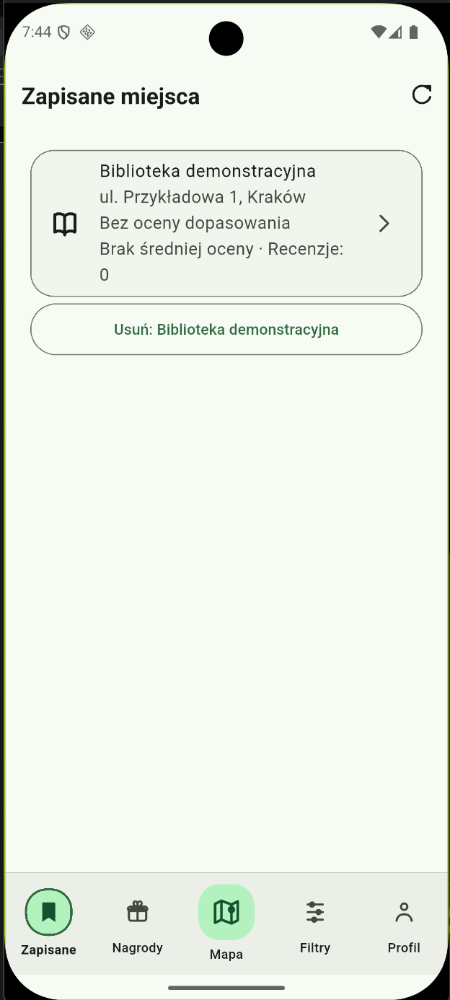 7:44
Zapisane miejsca
Biblioteka demonstracyjna
ul. Przykładowa 1, Kraków
Bez oceny dopasowania
Brak średniej oceny · Recenzje:
0
Usuń: Biblioteka demonstracyjna
Zapisane
Nagrody
Mapa
Filtry
Profil